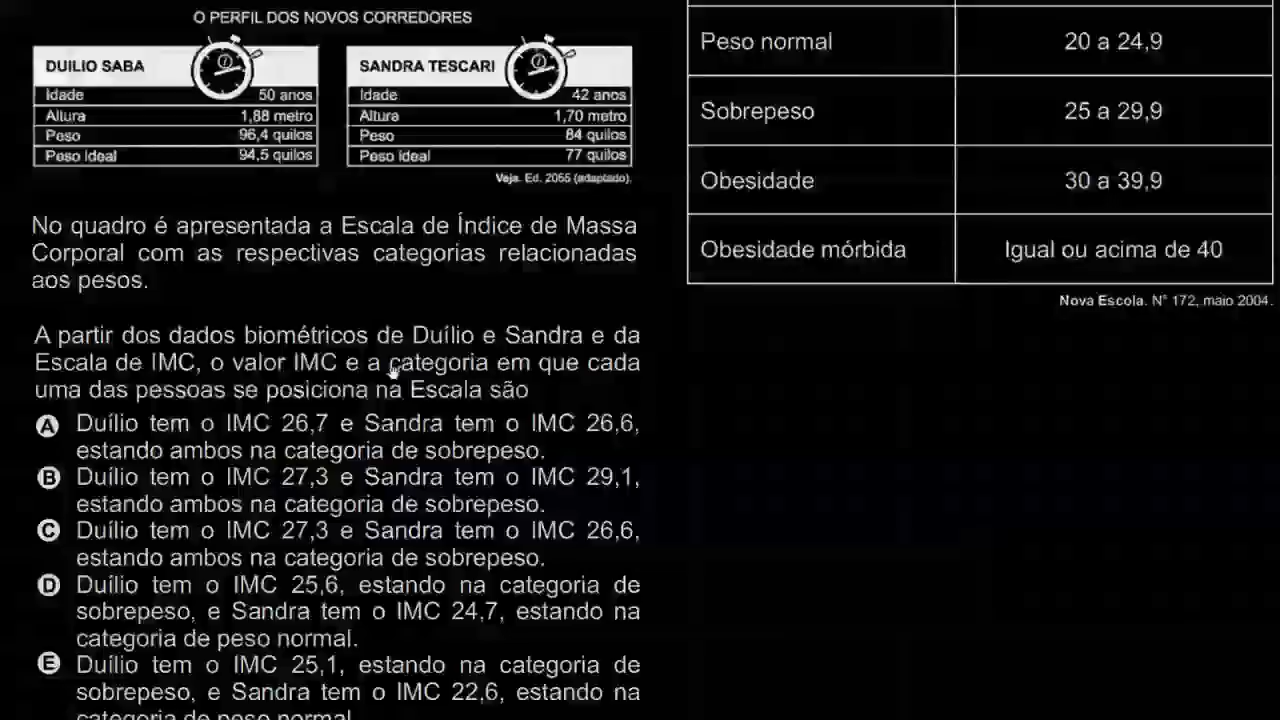 O PERFIL DOS NOVOS CORREDORES
DUILIO SABA
Idade 50 anos
Altura 1,88 metro
Peso 96,4 quilos
Peso Ideal 94,5 quilos
SANDRA TESCARI
Idade 42 anos
Altura 1,70 metro
Peso 84 quilos
Peso ideal 77 quilos
Veja. Ed. 2055 (adaptado).
No quadro é apresentada a Escala de Índice de Massa
Corporal com as respectivas categorias relacionadas
aos pesos.
A partir dos dados biométricos de Duílio e Sandra e da
Escala de IMC, o valor IMC e a categoria em que cada
uma das pessoas se posiciona na Escala são
A Duílio tem o IMC 26,7 e Sandra tem o IMC 26,6,
estando ambos na categoria de sobrepeso.
B Duílio tem o IMC 27,3 e Sandra tem o IMC 29,1,
estando ambos na categoria de sobrepeso.
C Duílio tem o IMC 27,3 e Sandra tem o IMC 26,6,
estando ambos na categoria de sobrepeso.
D Duílio tem o IMC 25,6, estando na categoria de
sobrepeso, e Sandra tem o IMC 24,7, estando na
categoria de peso normal.
E Duílio tem o IMC 25,1, estando na categoria de
sobrepeso, e Sandra tem o IMC 22,6, estando na
categoria de peso normal.
Peso normal 20 a 24,9
Sobrepeso 25 a 29,9
Obesidade 30 a 39,9
Obesidade mórbida Igual ou acima de 40
Nova Escola. N° 172, maio 2004.